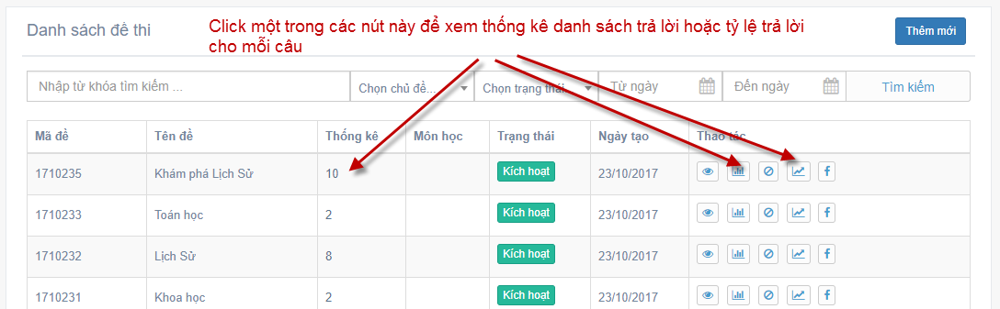 Danh sách đề thi
Click một trong các nút này để xem thống kê danh sách trả lời hoặc tỷ lệ trả lời
cho mỗi câu
Thêm mới
Nhập từ khóa tìm kiếm ... Chọn chủ đề... Chọn trạng thái Từ ngày Đến ngày Tìm kiếm
Mã đề Tên đề Thống kê Môn học Trạng thái Ngày tạo Thao tác
1710235 Khám phá Lịch Sử 10 Kích hoạt 23/10/2017
1710233 Toán học 2 Kích hoạt 23/10/2017
1710232 Lịch Sử 8 Kích hoạt 23/10/2017
1710231 Khoa học 2 Kích hoạt 23/10/2017